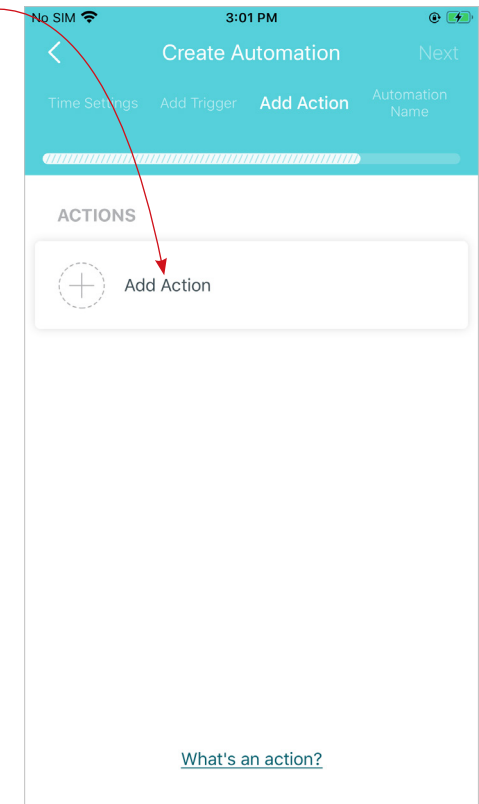 No SIM 3:01 PM
Create Automation Next
Time Settings Add Trigger Add Action Automation
Name
ACTIONS
Add Action
What's an action?